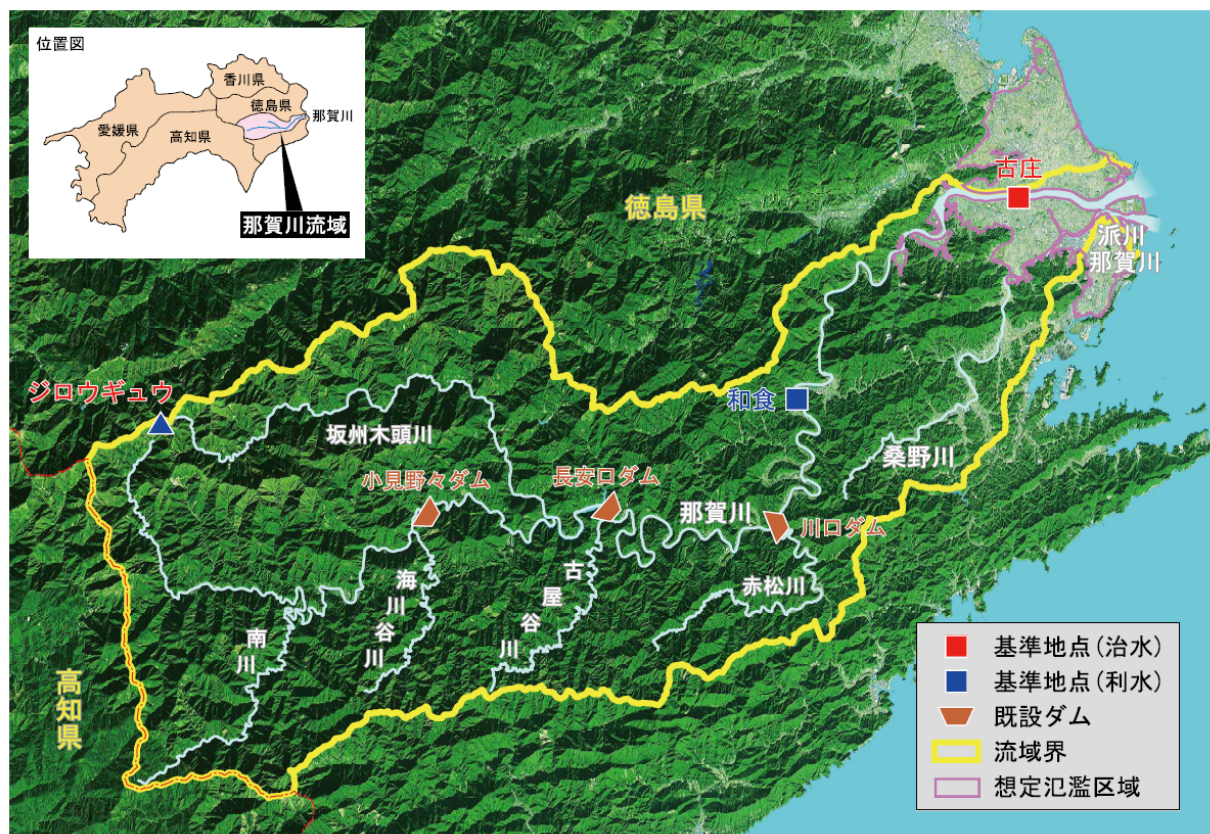 位置図
香川県
徳島県
那賀川
愛媛県
高知県
那賀川流域
徳島県
古庄
派川
那賀川
ジロウギュウ
和食
坂州木頭川
桑野川
小見野々ダム
長安口ダム
那賀川
川口ダム
海川谷川
古屋谷川
赤松川
南川
高知県
基準地点(治水)
基準地点(利水)
既設ダム
流域界
想定氾濫区域